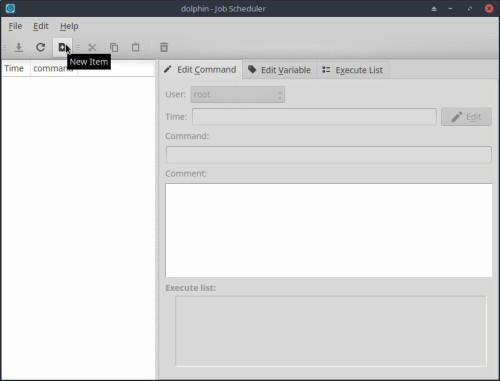 dolphin - Job Scheduler
File Edit Help
New Item
Time command
Edit Command Edit Variable Execute List
User: root
Time: Edit
Command:
Comment:
Execute list: